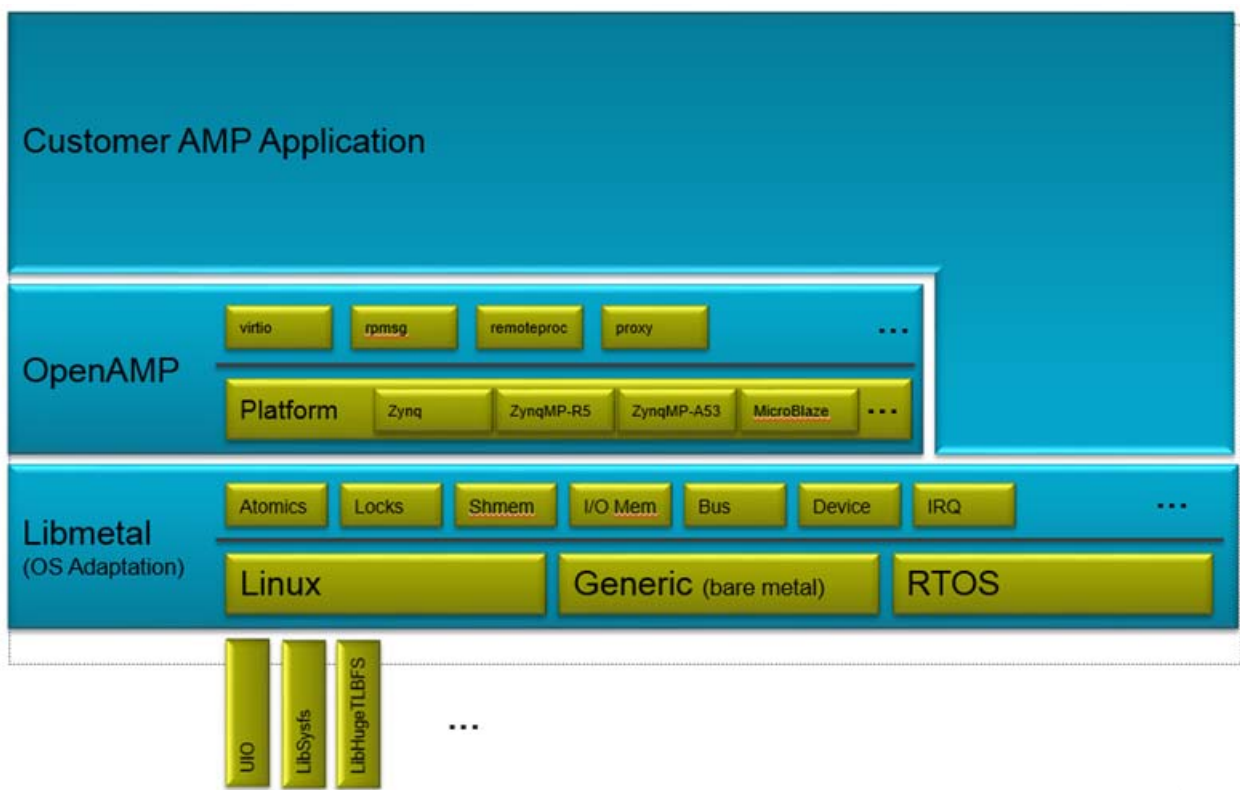 Customer AMP Application
virtio
rpmsg
remoteproc
proxy
...
OpenAMP
Platform
Zynq
ZynqMP-R5
ZynqMP-A53
MicroBlaze
...
Atomics
Locks
Shmem
I/O Mem
Bus
Device
IRQ
...
Libmetal
(OS Adaptation)
Linux
Generic (bare metal)
RTOS
UIO
LibSysfs
LibHugeTLBFS
...